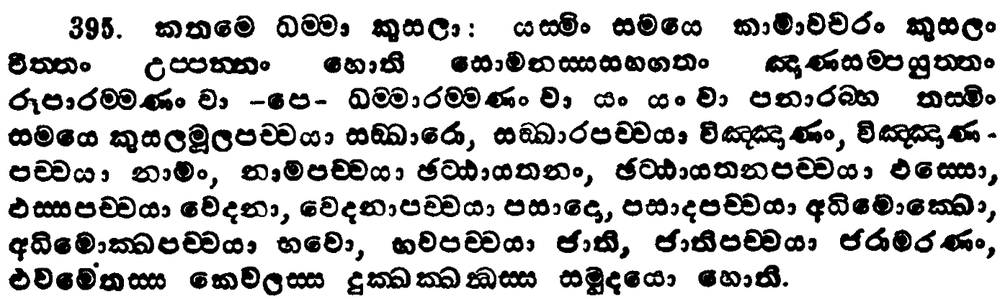 395. කතමෙ ධම්මා කුසලා: යස්මිං සමයෙ කාමාවචරං කුසලං
චිත්තං උප්පන්නං හොති සොමනස්සසහගතං ඤාණසම්පයුත්තං
රූපාරම්මණං වා -පෙ- ධම්මාරම්මණං වා යං යං වා පනාරබ්භ තස්මිං
සමයෙ කුසලමූලපච්චයා සඞ්ඛාරො, සඞ්ඛාරපච්චයා විඤ්ඤාණං, විඤ්ඤාණ-
පච්චයා නාමං, නාමපච්චයා ඡට්ඨායතනං, ඡට්ඨායතනපච්චයා ඵස්සො,
ඵස්සපච්චයා වේදනා, වෙදනාපච්චයා පසාදො, පසාදපච්චයා අධිමොක්ඛො,
අධිමොක්ඛපච්චයා භවො, භවපච්චයා ජාති, ජාතිපච්චයා ජරාමරණං,
එවමෙතස්ස කෙවලස්ස දුක්ඛක්ඛන්ධස්ස සමුදයො හොති.